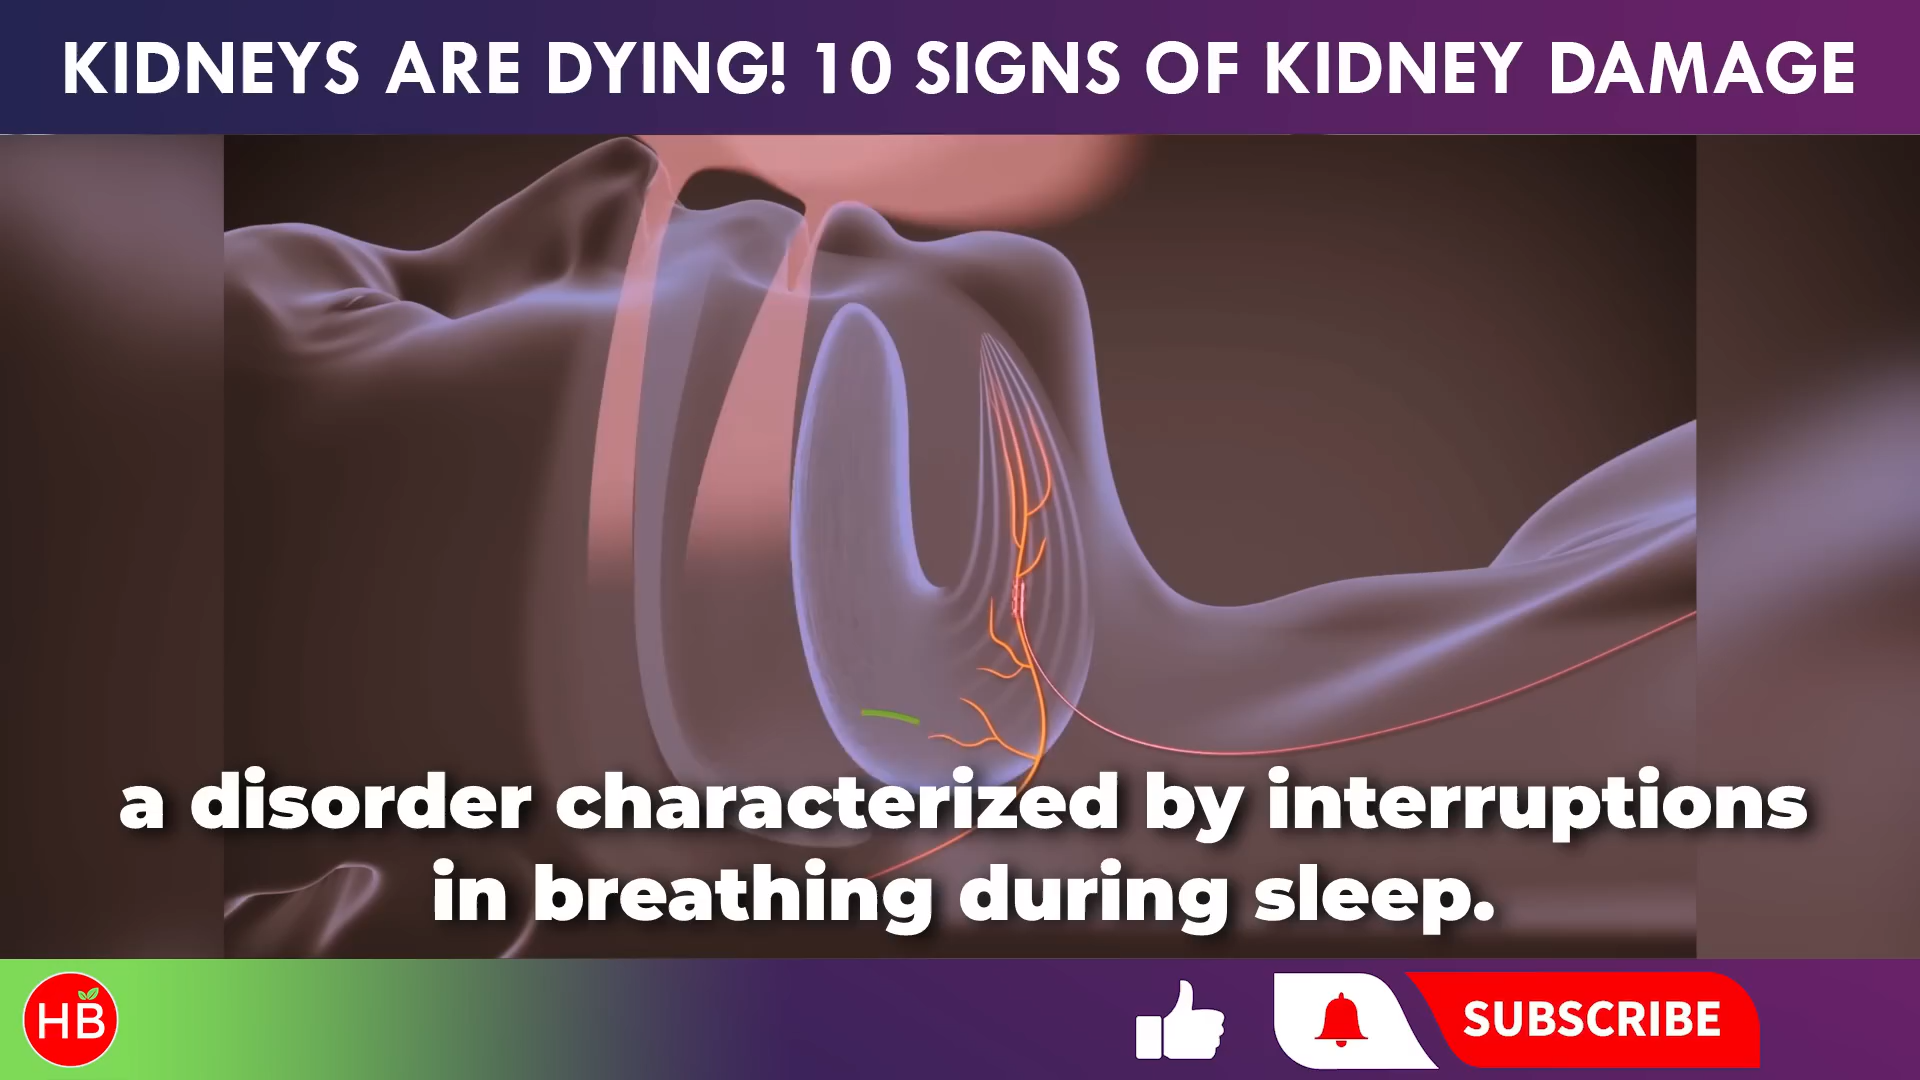 KIDNEYS ARE DYING! 10 SIGNS OF KIDNEY DAMAGE
a disorder characterized by interruptions
in breathing during sleep.
HB
SUBSCRIBE